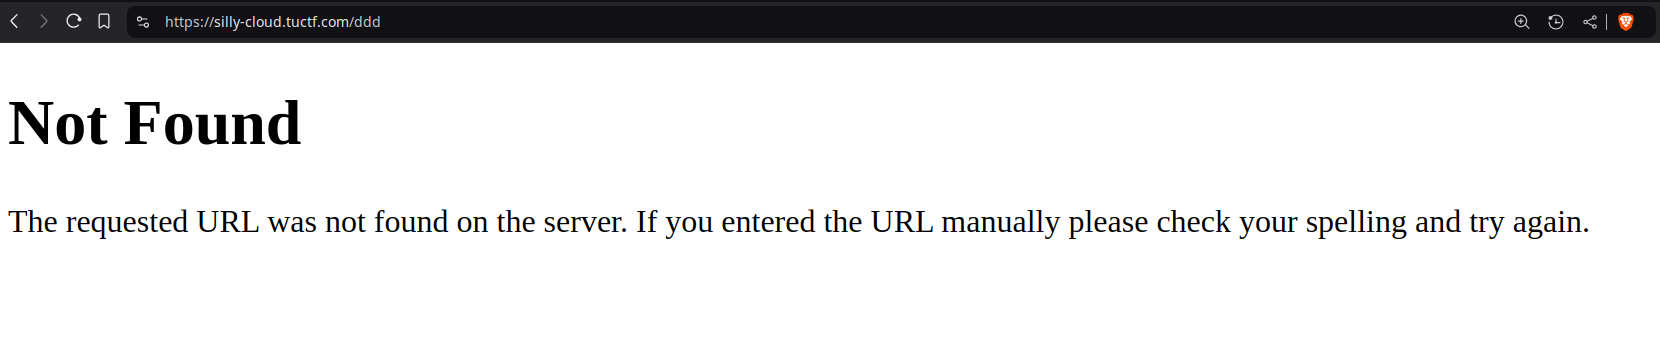 https://silly-cloud.tuctf.com/ddd
Not Found
The requested URL was not found on the server. If you entered the URL manually please check your spelling and try again.